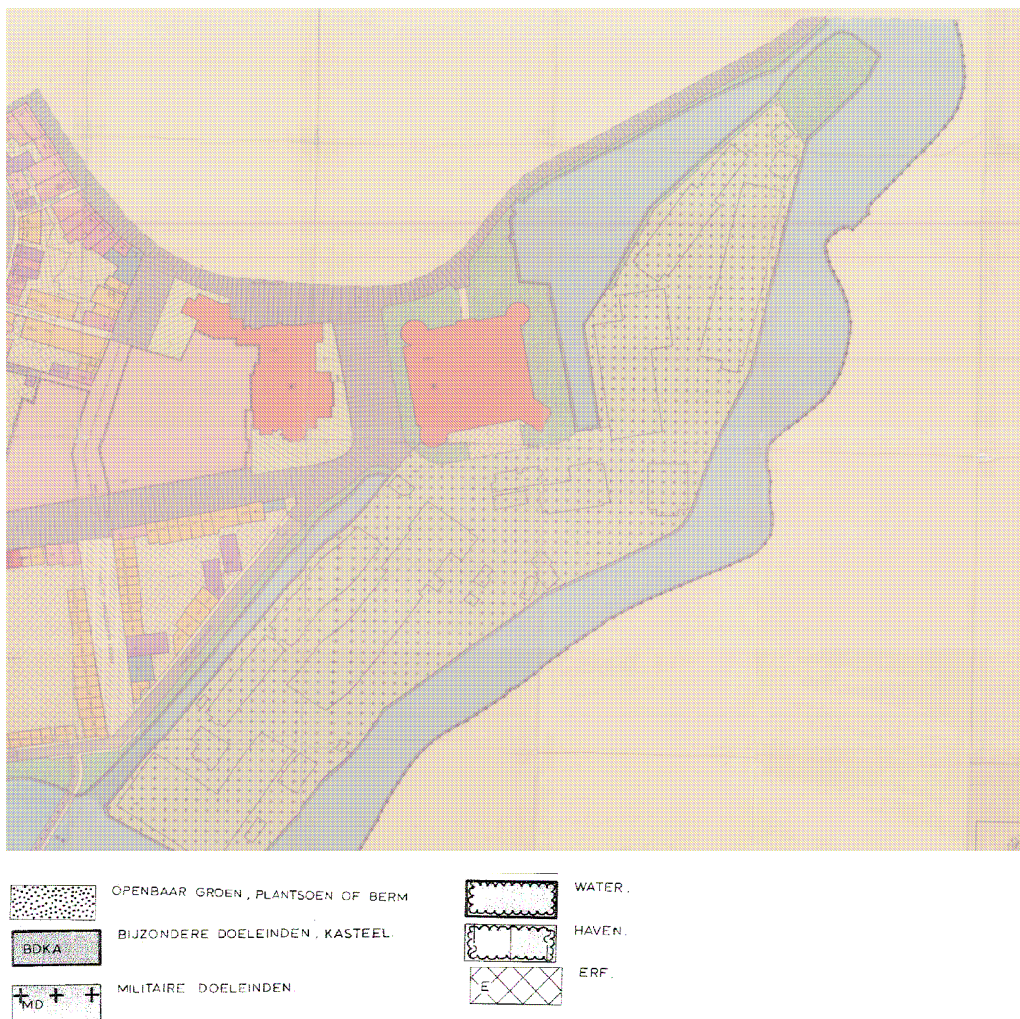 OPENBAAR GROEN, PLANTSOEN OF BERM
BDKA
BIJZONDERE DOELEINDEN, KASTEEL.
MD
MILITAIRE DOELEINDEN.
WATER.
HAVEN.
E
ERF.